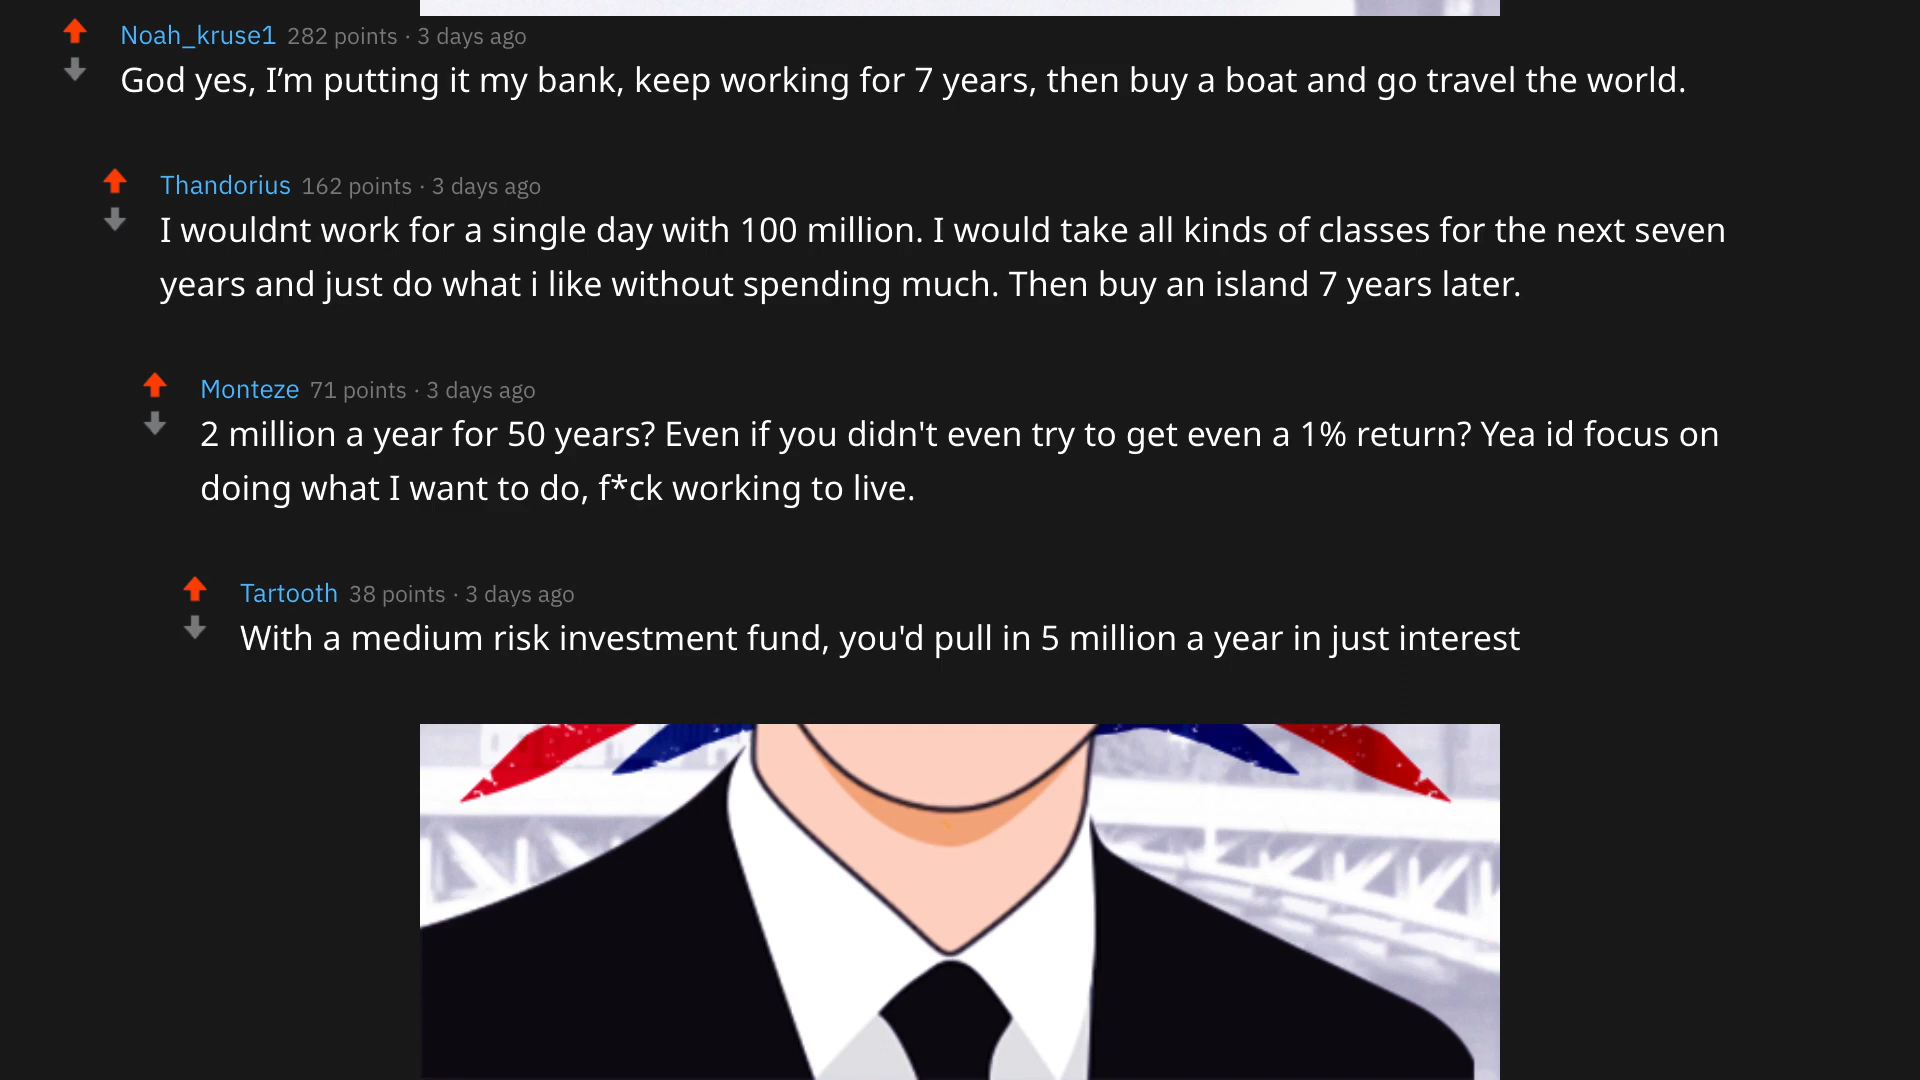 Noah_kruse1 282 points · 3 days ago
God yes, I’m putting it my bank, keep working for 7 years, then buy a boat and go travel the world.
Thandorius 162 points · 3 days ago
I wouldnt work for a single day with 100 million. I would take all kinds of classes for the next seven
years and just do what i like without spending much. Then buy an island 7 years later.
Monteze 71 points · 3 days ago
2 million a year for 50 years? Even if you didn't even try to get even a 1% return? Yea id focus on
doing what I want to do, f*ck working to live.
Tartooth 38 points · 3 days ago
With a medium risk investment fund, you'd pull in 5 million a year in just interest